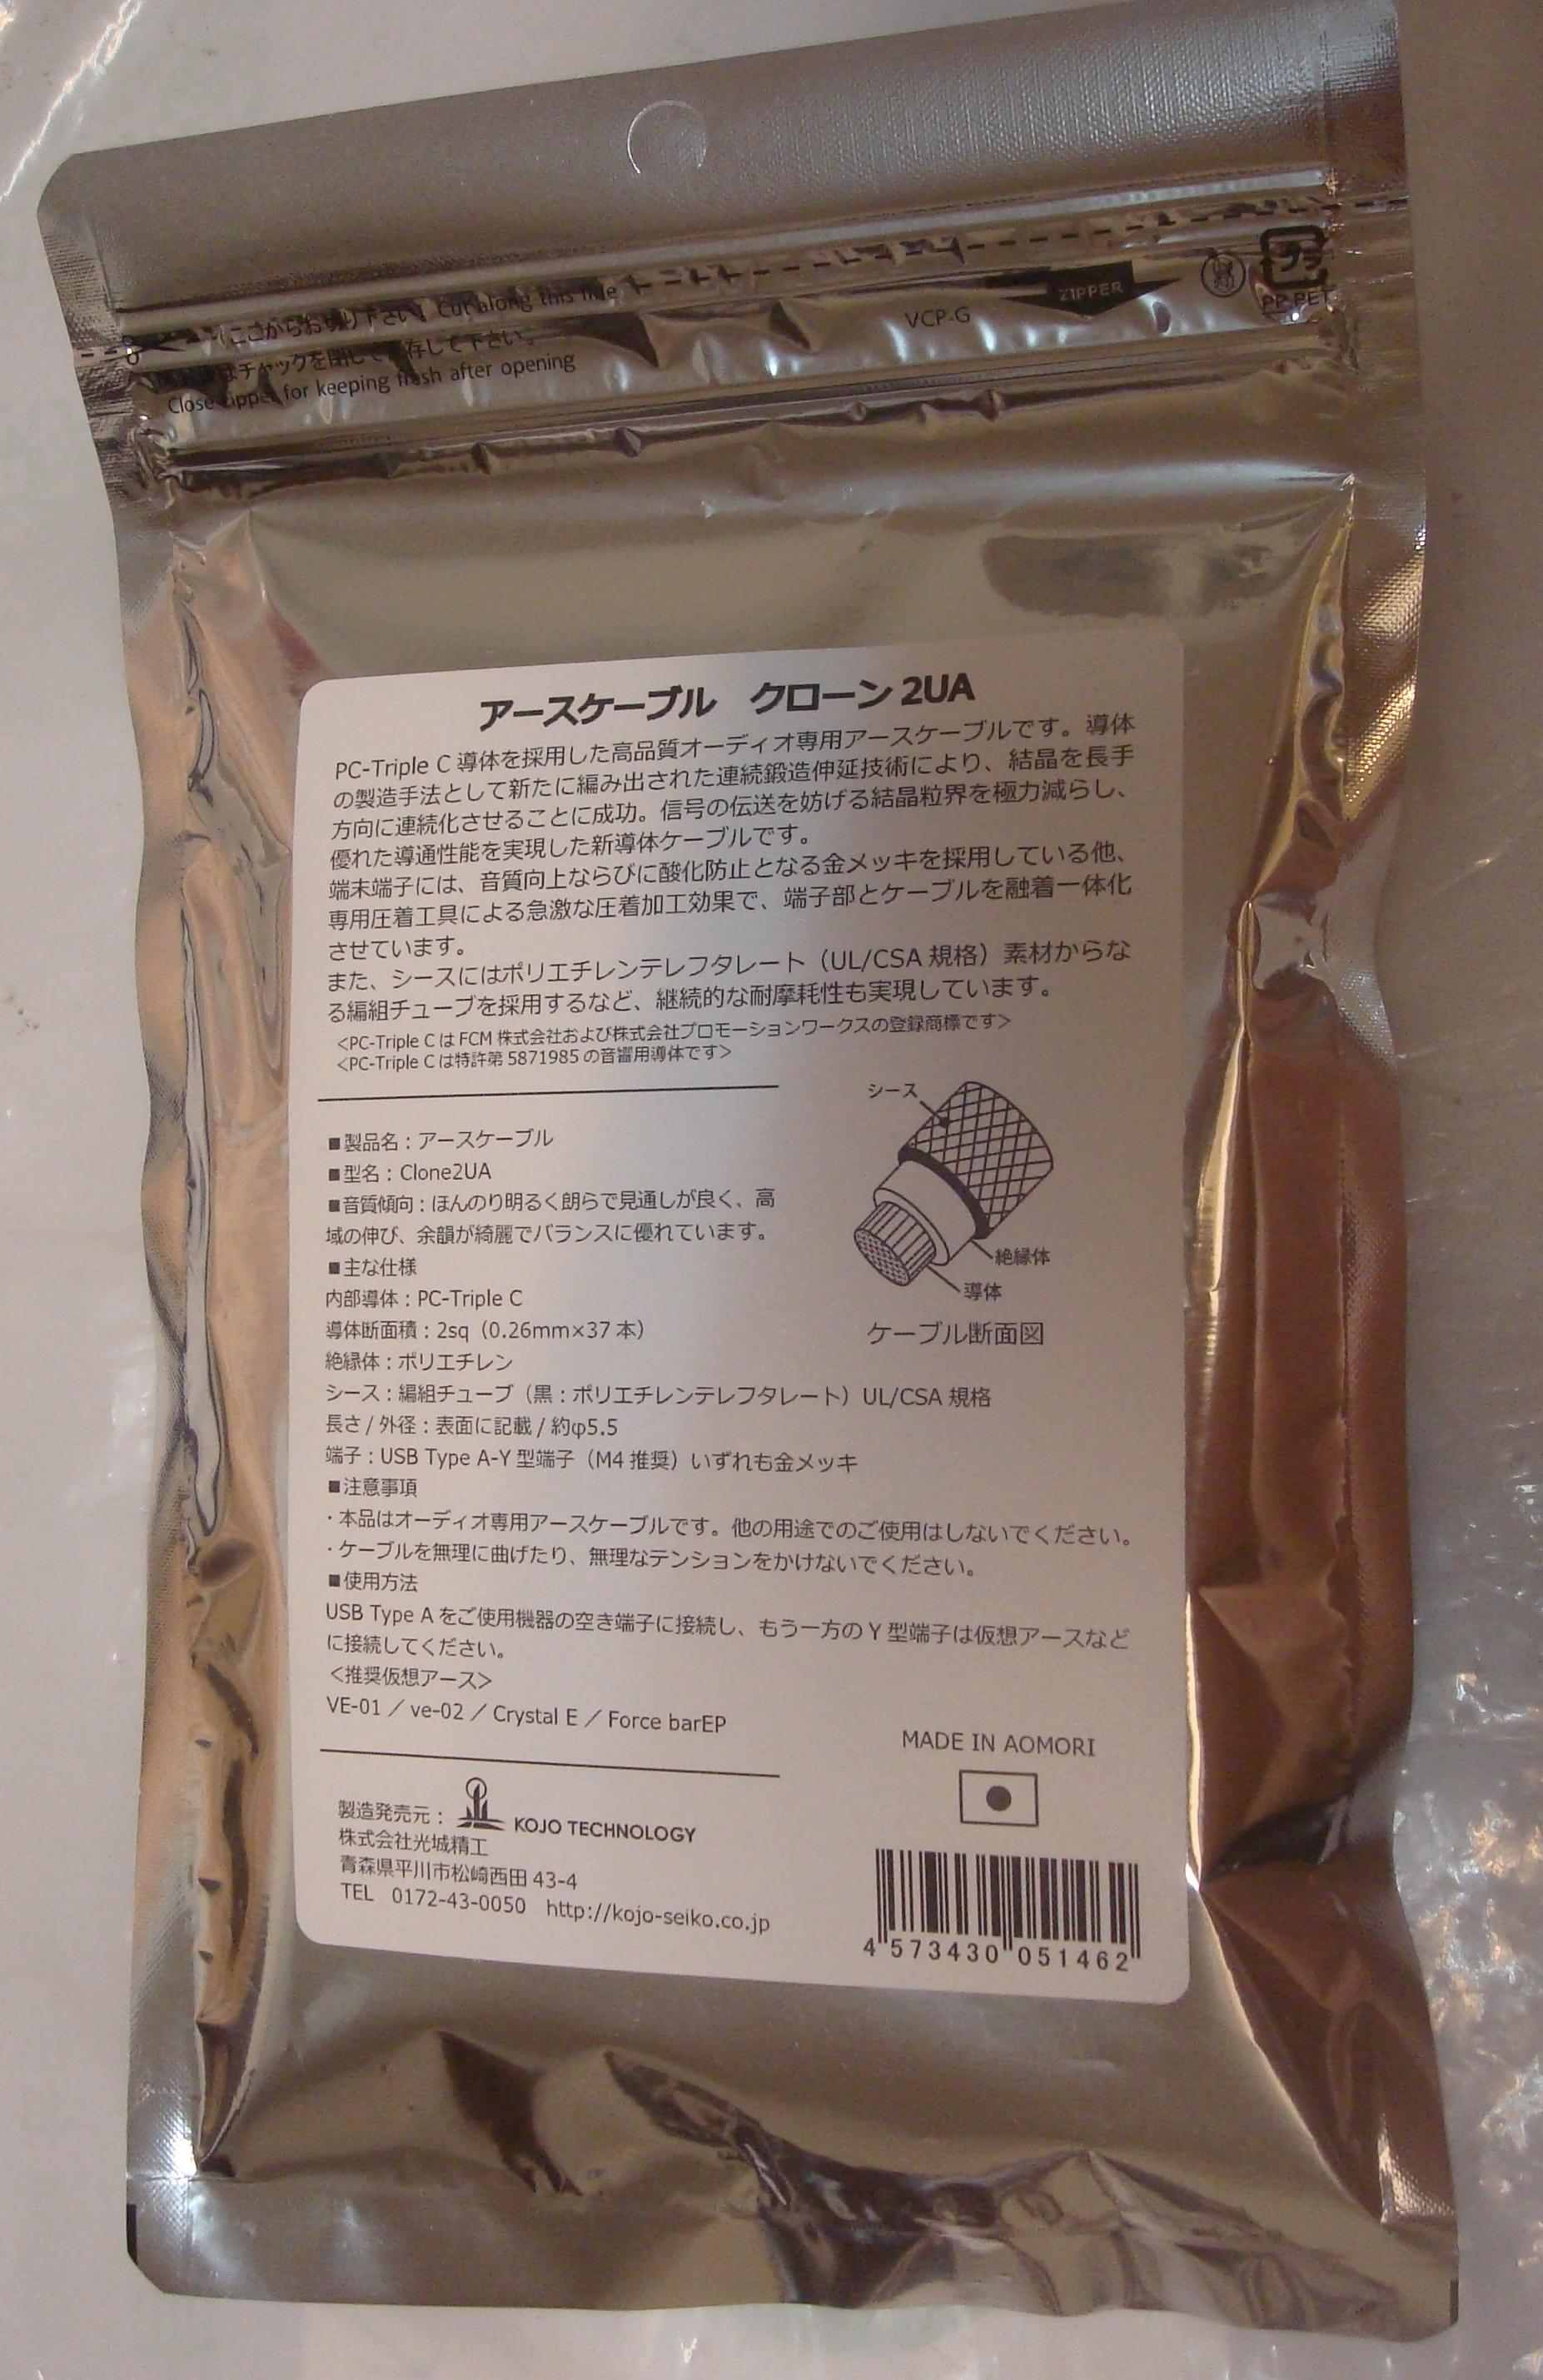 ここからお切り下さい Cut along this line
はチャックを閉じて保存して下さい。
Close zipper for keeping fresh after opening
VCP-G
ZIPPER
プラ
PP,PET
アースケーブル クローン 2UA
PC-Triple C 導体を採用した高品質オーディオ専用アースケーブルです。導体
の製造手法として新たに編み出された連続鍛造伸延技術により、結晶を長手
方向に連続化させることに成功。信号の伝送を妨げる結晶粒界を極力減らし、
優れた導通性能を実現した新導体ケーブルです。
端末端子には、音質向上ならびに酸化防止となる金メッキを採用している他、
専用圧着工具による急激な圧着加工効果で、端子部とケーブルを融着一体化
させています。
また、シースにはポリエチレンテレフタレート（UL/CSA 規格）素材からな
る編組チューブを採用するなど、継続的な耐摩耗性も実現しています。
<PC-Triple C は FCM 株式会社および株式会社プロモーションワークスの登録商標です>
<PC-Triple C は特許第 5871985 の音響用導体です>
■製品名：アースケーブル
■型名：Clone2UA
■音質傾向：ほんのり明るく朗らで見通しが良く、高
域の伸び、余韻が綺麗でバランスに優れています。
■主な仕様
内部導体：PC-Triple C
導体断面積：2sq（0.26mm×37 本）
絶縁体：ポリエチレン
シース：編組チューブ（黒：ポリエチレンテレフタレート）UL/CSA 規格
長さ / 外径：表面に記載 / 約φ5.5
端子：USB Type A-Y 型端子（M4 推奨）いずれも金メッキ
シース
絶縁体
導体
ケーブル断面図
■注意事項
・本品はオーディオ専用アースケーブルです。他の用途でのご使用はしないでください。
・ケーブルを無理に曲げたり、無理なテンションをかけないでください。
■使用方法
USB Type A をご使用機器の空き端子に接続し、もう一方の Y 型端子は仮想アースなど
に接続してください。
＜推奨仮想アース＞
VE-01 ／ ve-02 ／ Crystal E ／ Force barEP
MADE IN AOMORI
製造発売元： KOJO TECHNOLOGY
株式会社光城精工
青森県平川市松崎西田 43-4
TEL 0172-43-0050 http://kojo-seiko.co.jp
4 573430 051462